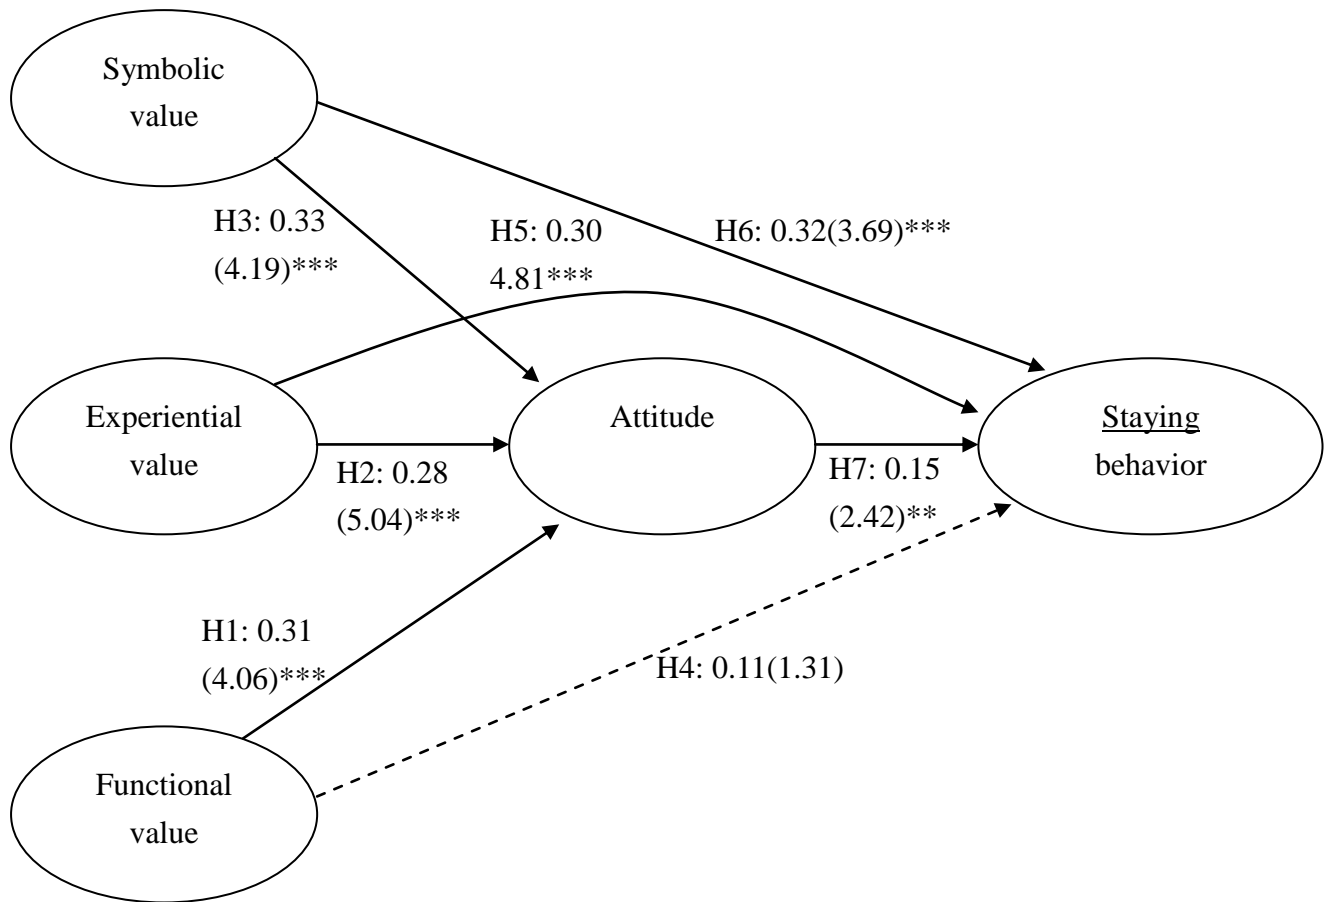 Symbolic
value
H3: 0.33
(4.19)***
H5: 0.30
4.81***
H6: 0.32(3.69)***
Experiential
value
Attitude
Staying
behavior
H2: 0.28
(5.04)***
H7: 0.15
(2.42)**
H1: 0.31
(4.06)***
H4: 0.11(1.31)
Functional
value